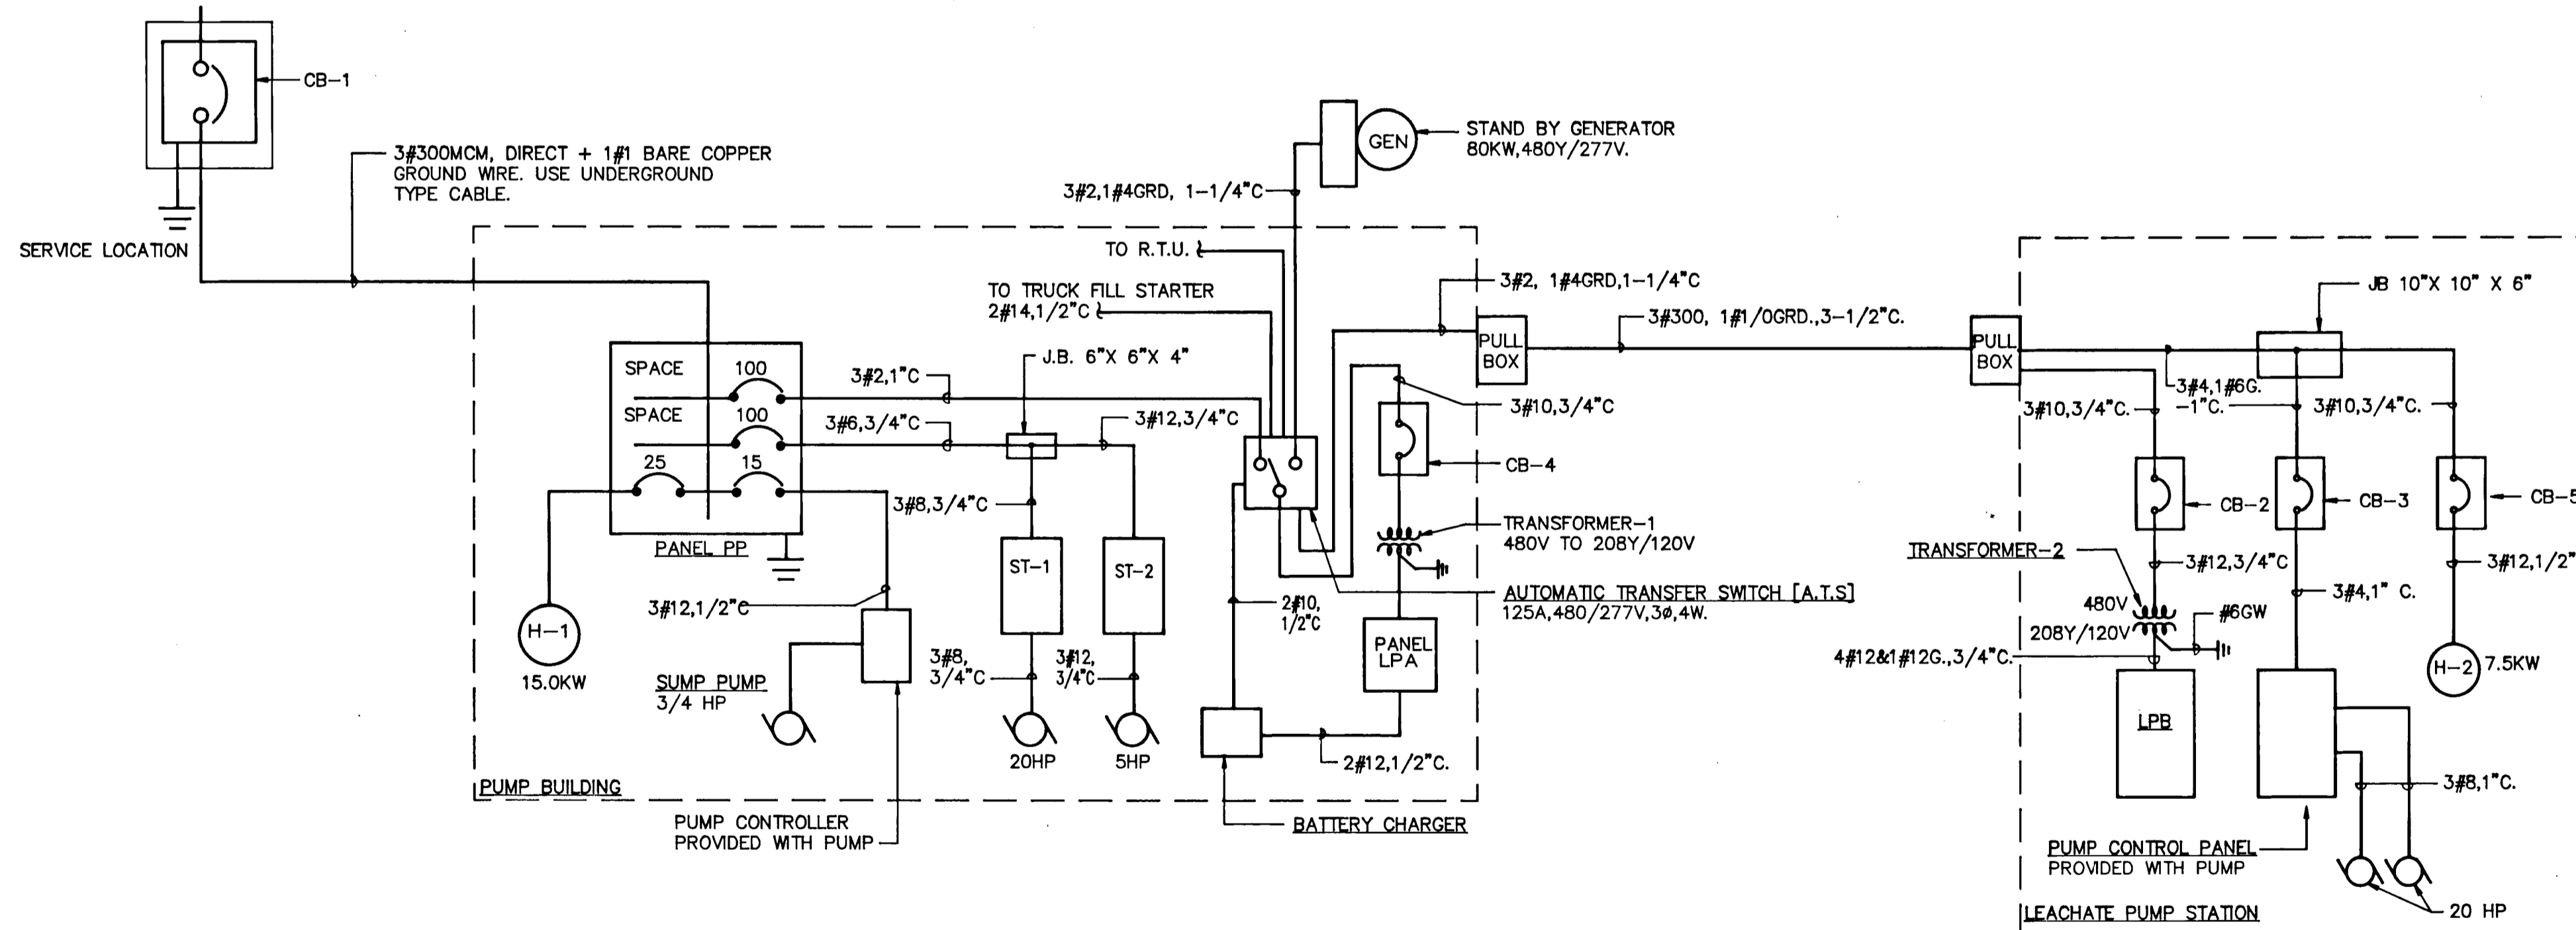 CB-1
3#300MCM, DIRECT + 1#1 BARE COPPER
GROUND WIRE. USE UNDERGROUND
TYPE CABLE.
SERVICE LOCATION
GEN
STAND BY GENERATOR
80KW,480Y/277V.
3#2,1#4GRD, 1-1/4"C
TO R.T.U.
TO TRUCK FILL STARTER
2#14,1/2"C
3#2, 1#4GRD,1-1/4"C
3#300, 1#1/0GRD.,3-1/2"C.
JB 10"X 10" X 6"
PULL
BOX
PULL
BOX
SPACE
100
SPACE
100
25
15
PANEL PP
3#2,1"C
J.B. 6"X 6"X 4"
3#6,3/4"C
3#12,3/4"C
3#8,3/4"C
3#10,3/4"C
CB-4
3#10,3/4"C.
3#4,1#6G.
-1"C.
3#10,3/4"C.
CB-2
CB-3
CB-5
TRANSFORMER-1
480V TO 208Y/120V
TRANSFORMER-2
3#12,3/4"C
3#12,1/2"
3#4,1" C.
480V
208Y/120V
#6GW
4#12&1#12G.,3/4"C.
ST-1
ST-2
3#12,1/2"C
H-1
15.0KW
SUMP PUMP
3/4 HP
3#8,
3/4"C
3#12,
3/4"C
20HP
5HP
2#10,
1/2"C
AUTOMATIC TRANSFER SWITCH [A.T.S]
125A,480/277V,3ø,4W.
PANEL
LPA
2#12,1/2"C.
BATTERY CHARGER
PUMP BUILDING
PUMP CONTROLLER
PROVIDED WITH PUMP
H-2
7.5KW
LPB
3#8,1"C.
PUMP CONTROL PANEL
PROVIDED WITH PUMP
20 HP
LEACHATE PUMP STATION